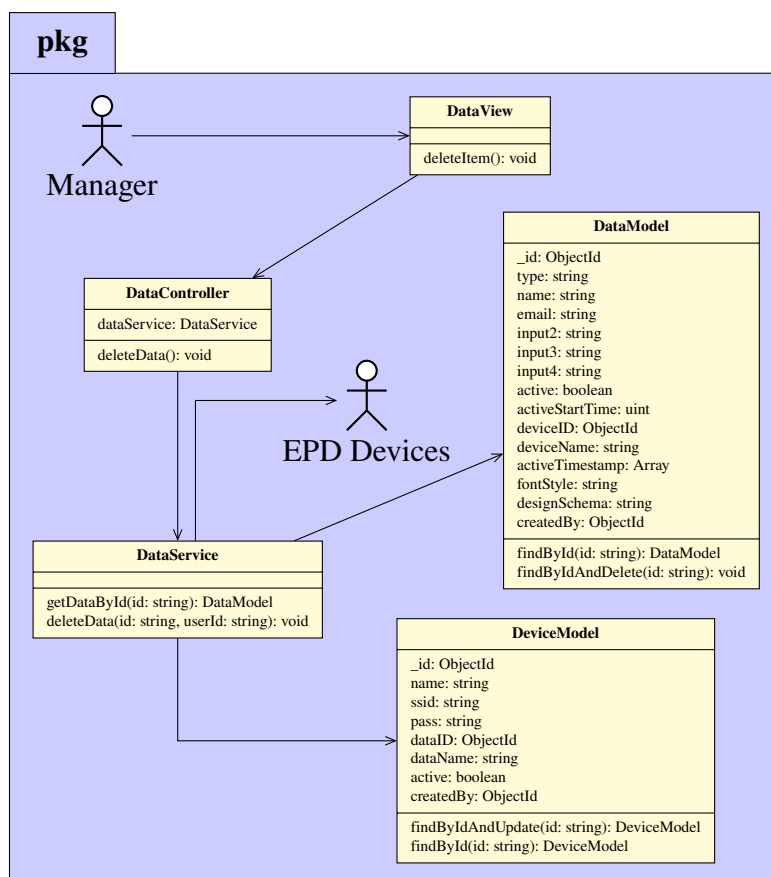 pkg
Manager
DataView
deleteItem(): void
DataController
dataService: DataService
deleteData(): void
EPD Devices
DataModel
_id: ObjectId
type: string
name: string
email: string
input2: string
input3: string
input4: string
active: boolean
activeStartTime: uint
deviceID: ObjectId
deviceName: string
activeTimestamp: Array
fontStyle: string
designSchema: string
createdBy: ObjectId
findById(id: string): DataModel
findByIdAndDelete(id: string): void
DataService
getDataById(id: string): DataModel
deleteData(id: string, userId: string): void
DeviceModel
_id: ObjectId
name: string
ssid: string
pass: string
dataID: ObjectId
dataName: string
active: boolean
createdBy: ObjectId
findByIdAndUpdate(id: string): DeviceModel
findById(id: string): DeviceModel